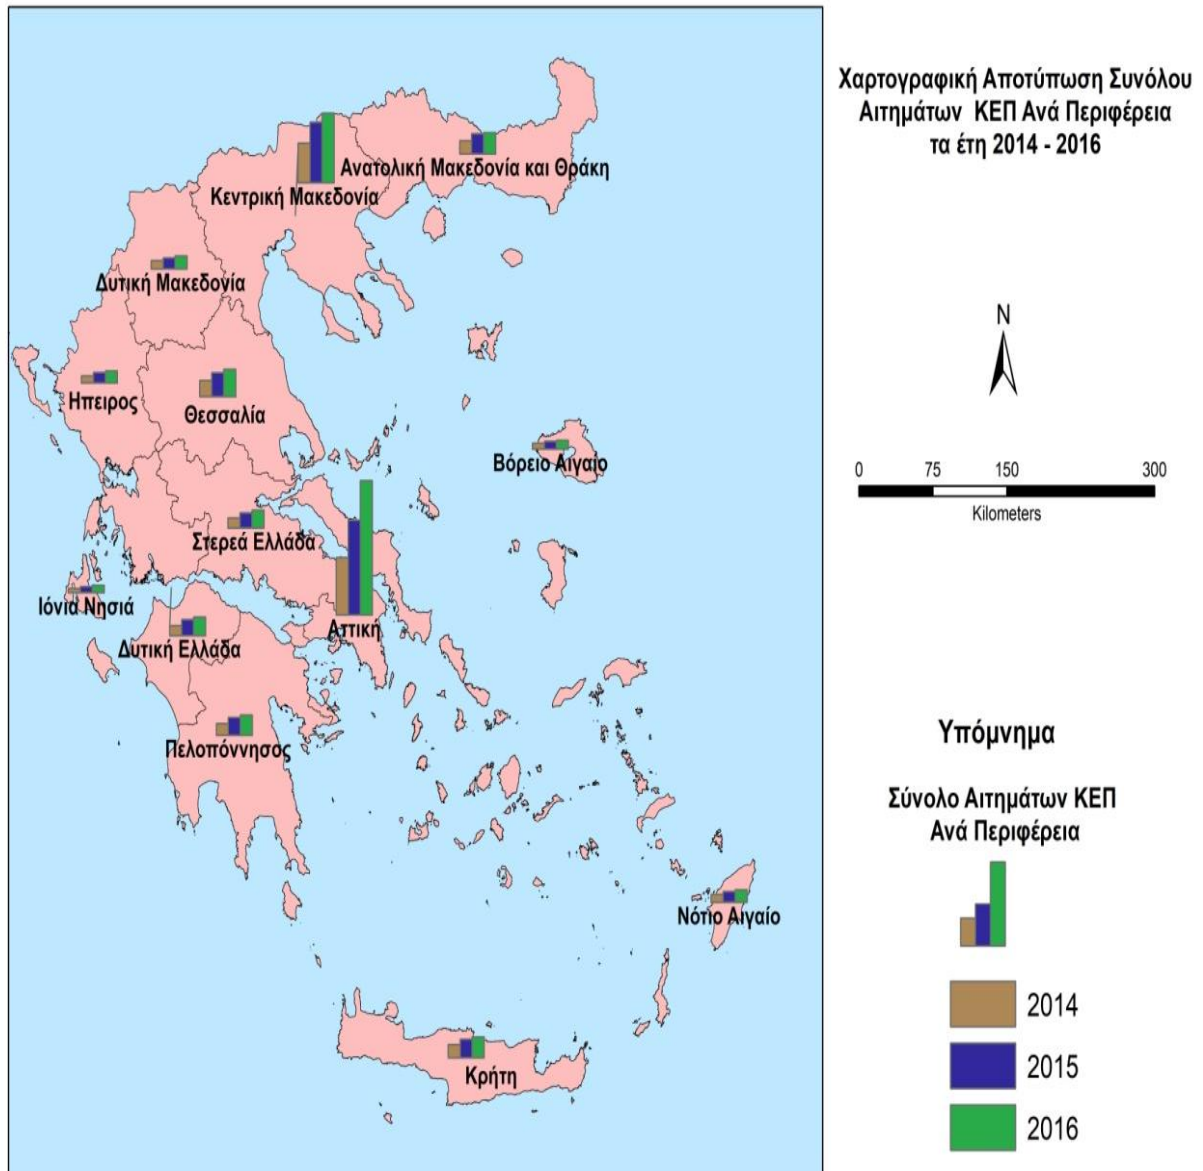 Χαρτογραφική Αποτύπωση Συνόλου
Αιτημάτων ΚΕΠ Ανά Περιφέρεια
τα έτη 2014 - 2016
Ανατολική Μακεδονία και Θράκη
Κεντρική Μακεδονία
Δυτική Μακεδονία
Ηπειρος
Θεσσαλία
Βόρειο Αιγαίο
Στερεά Ελλάδα
Ιόνια Νησιά
Αττική
Δυτική Ελλάδα
Πελοπόννησος
Νότιο Αιγαίο
Κρήτη
N
0 75 150 300
Kilometers
Υπόμνημα
Σύνολο Αιτημάτων ΚΕΠ
Ανά Περιφέρεια
2014
2015
2016